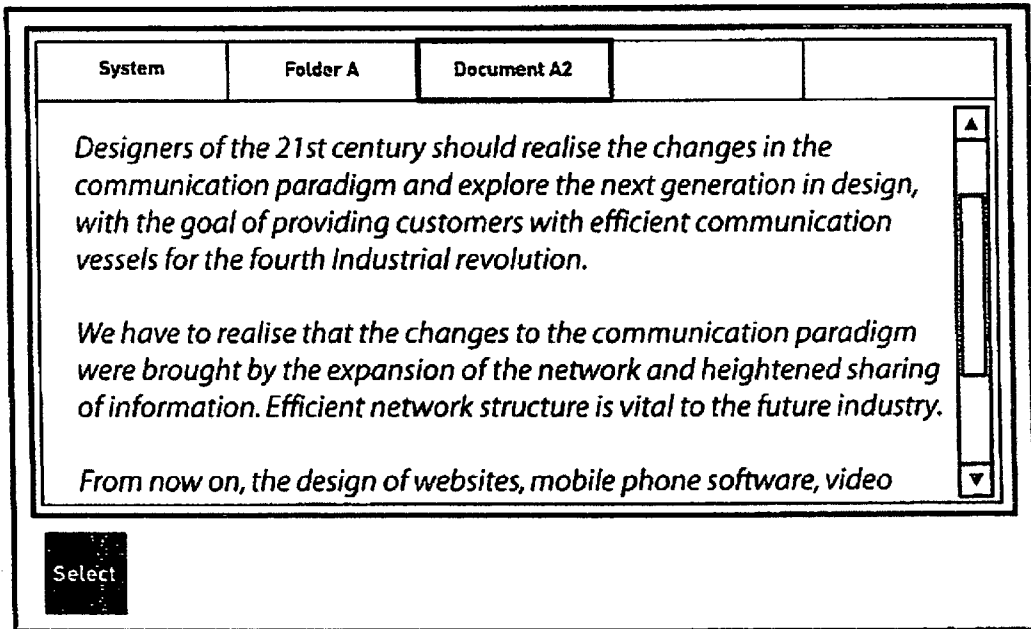 System Folder A Document A2
Designers of the 21st century should realise the changes in the
communication paradigm and explore the next generation in design,
with the goal of providing customers with efficient communication
vessels for the fourth Industrial revolution.
We have to realise that the changes to the communication paradigm
were brought by the expansion of the network and heightened sharing
of information. Efficient network structure is vital to the future industry.
From now on, the design of websites, mobile phone software, video
Select